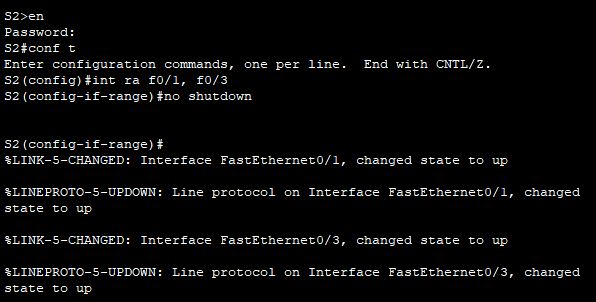 S2>en
Password:
S2#conf t
Enter configuration commands, one per line.  End with CNTL/Z.
S2(config)#int ra f0/1, f0/3
S2(config-if-range)#no shutdown
S2(config-if-range)#
%LINK-5-CHANGED: Interface FastEthernet0/1, changed state to up
%LINEPROTO-5-UPDOWN: Line protocol on Interface FastEthernet0/1, changed
state to up
%LINK-5-CHANGED: Interface FastEthernet0/3, changed state to up
%LINEPROTO-5-UPDOWN: Line protocol on Interface FastEthernet0/3, changed
state to up